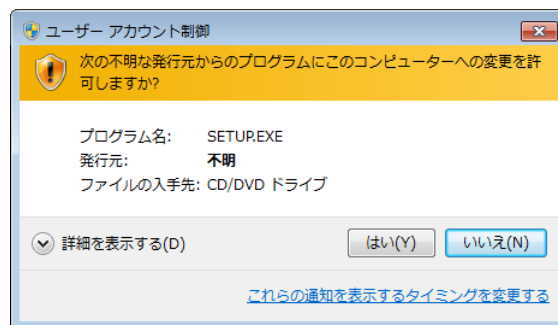 ユーザー アカウント制御
次の不明な発行元からのプログラムにこのコンピューターへの変更を許
可しますか?
プログラム名: SETUP.EXE
発行元: 不明
ファイルの入手先: CD/DVD ドライブ
詳細を表示する(D) はい(Y) いいえ(N)
これらの通知を表示するタイミングを変更する